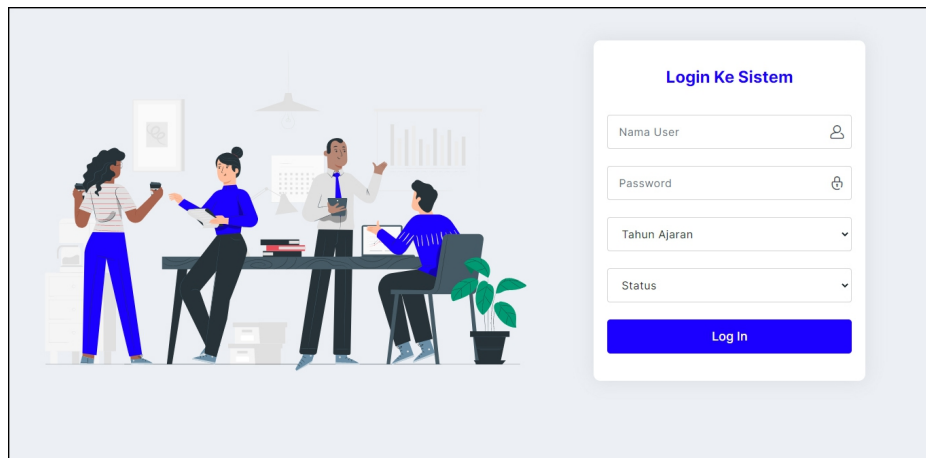 Login Ke Sistem
Nama User
Password
Tahun Ajaran
Status
Log In